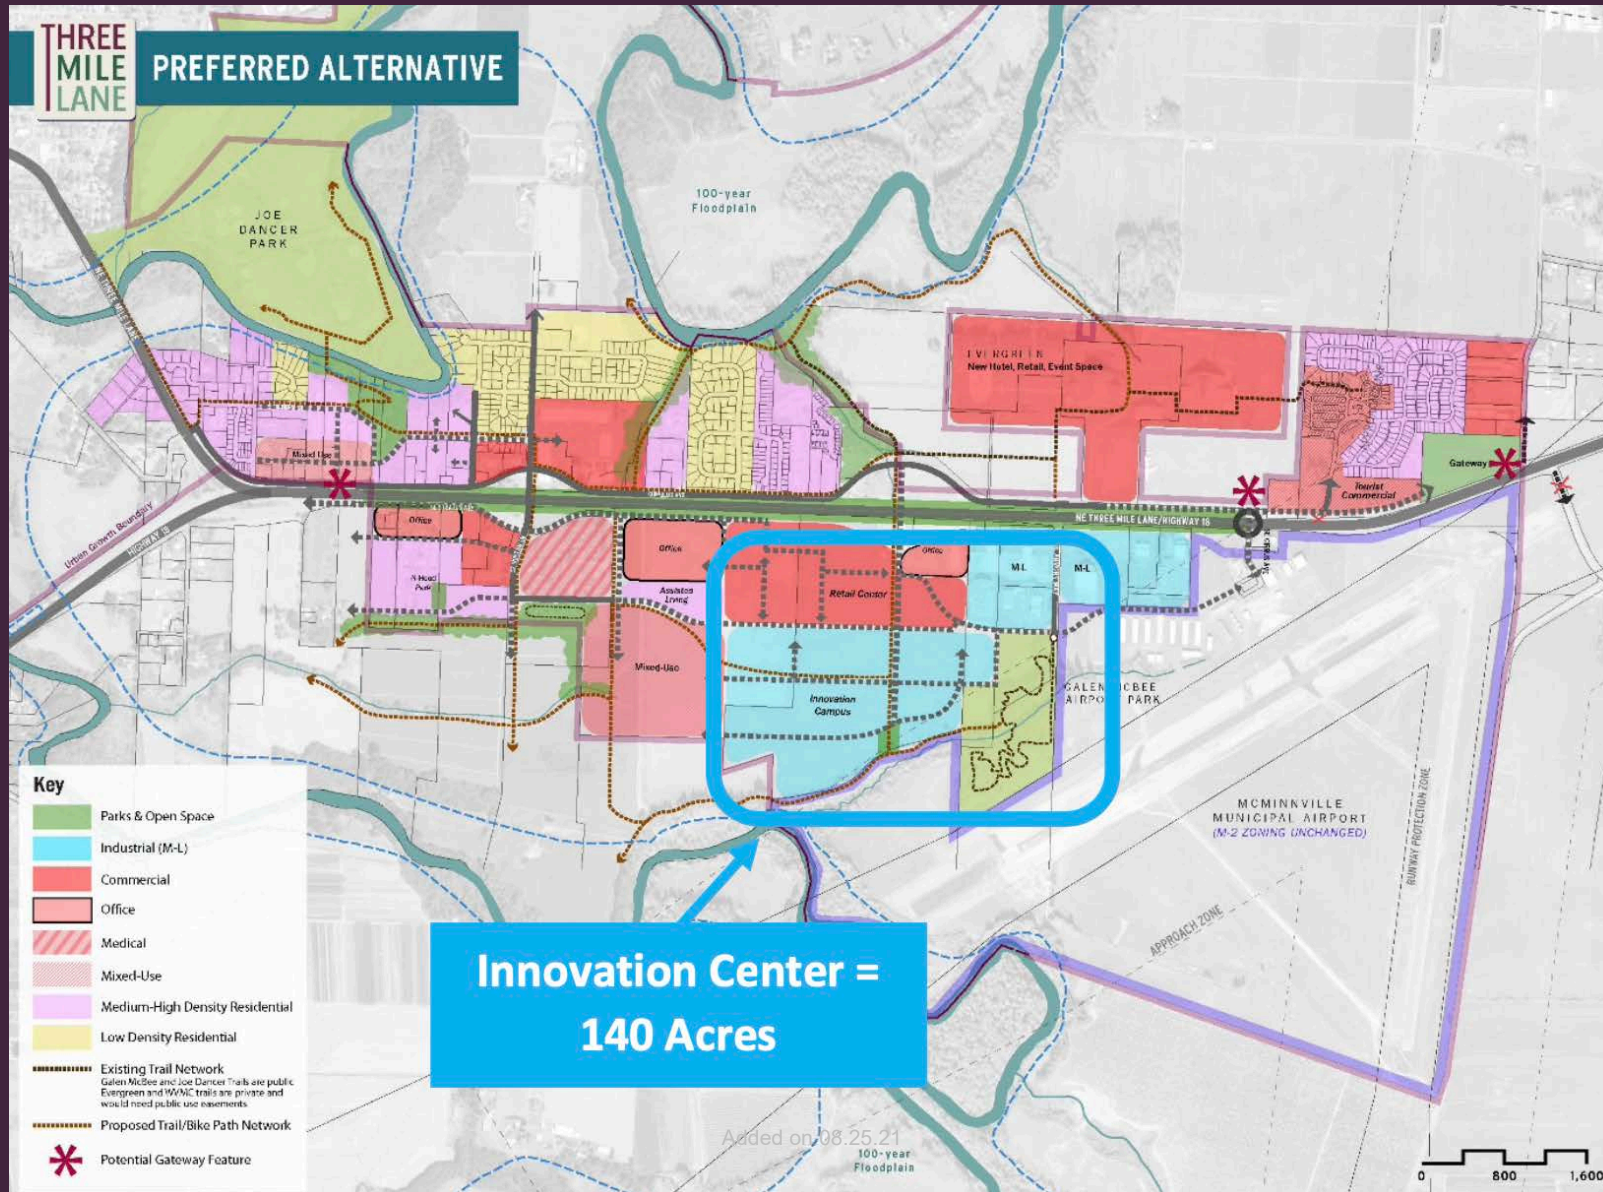 THREE
MILE
LANE
PREFERRED ALTERNATIVE
100-year
Floodplain
JOE
DANCER
PARK
EVERGREEN
New Hotel, Retail, Event Space
Mixed Use
Gateway
Tourist
Commercial
NE THREE MILE LANE/HIGHWAY 18
Urban Growth Boundary
HIGHWAY 18
Office
Office
Office
N-Hood
Park
Assisted
Living
Retail Center
M-L
M-L
Mixed-Use
Innovation
Campus
GALEN MCBEE
AIRPORT PARK
MCMINNVILLE
MUNICIPAL AIRPORT
(M-2 ZONING UNCHANGED)
RUNWAY PROTECTION ZONE
APPROACH ZONE
Innovation Center =
140 Acres
Key
Parks & Open Space
Industrial (M-L)
Commercial
Office
Medical
Mixed-Use
Medium-High Density Residential
Low Density Residential
Existing Trail Network
Galen McBee and Joe Dancer Trails are public
Evergreen and WVMC trails are private and
would need public use easements
Proposed Trail/Bike Path Network
Potential Gateway Feature
Added on 08.25.21
100-year
Floodplain
0 800 1,600